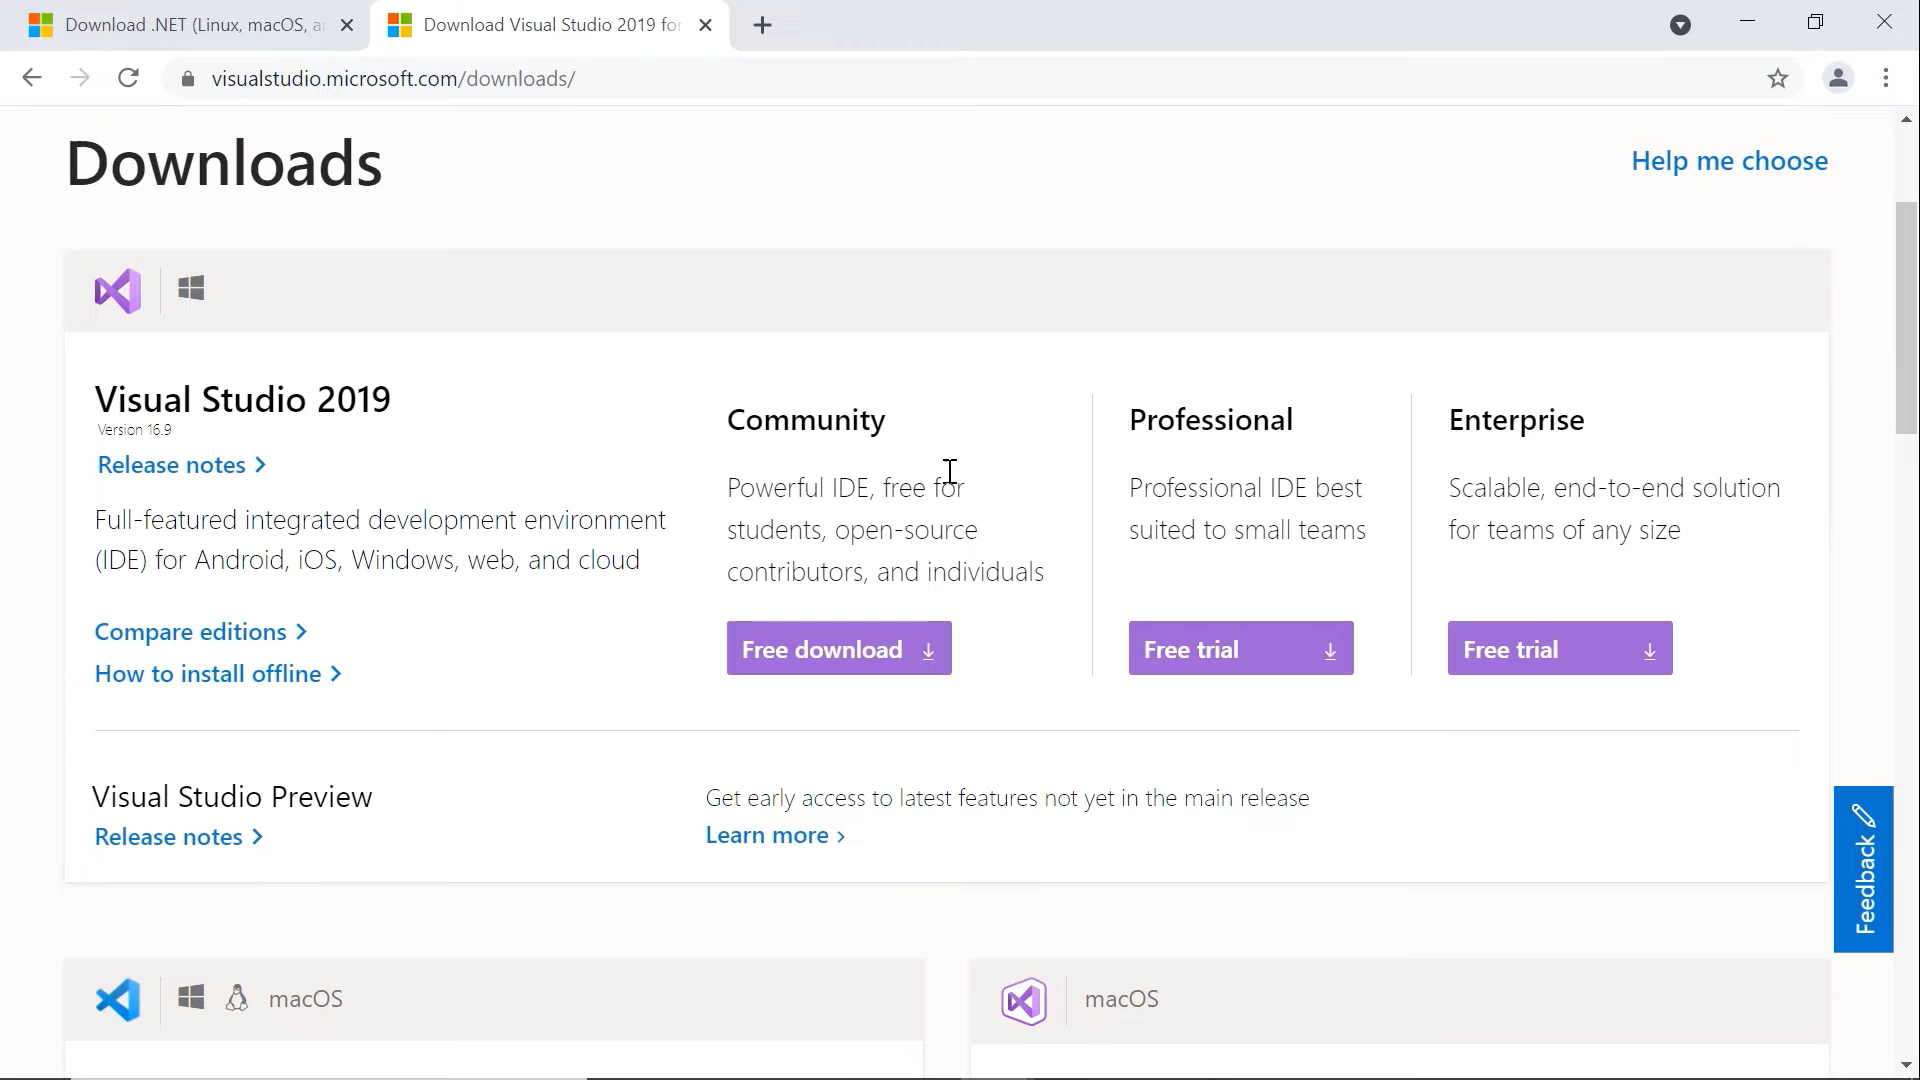 Download .NET (Linux, macOS, ar
Download Visual Studio 2019 for
visualstudio.microsoft.com/downloads/
Downloads
Help me choose
Visual Studio 2019
Version 16.9
Release notes
Full-featured integrated development environment
(IDE) for Android, iOS, Windows, web, and cloud
Compare editions
How to install offline
Community
Powerful IDE, free for
students, open-source
contributors, and individuals
Free download
Professional
Professional IDE best
suited to small teams
Free trial
Enterprise
Scalable, end-to-end solution
for teams of any size
Free trial
Visual Studio Preview
Release notes
Get early access to latest features not yet in the main release
Learn more
Feedback
macOS
macOS